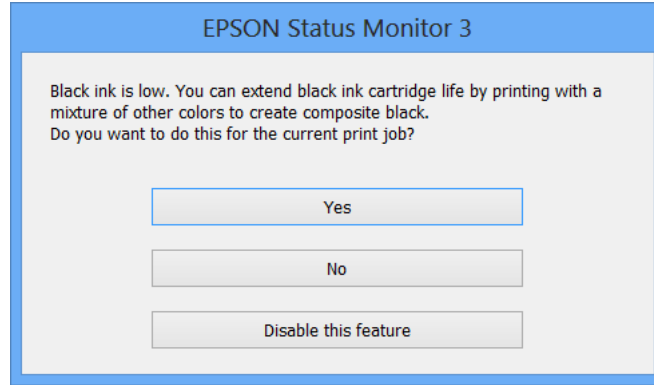 EPSON Status Monitor 3
Black ink is low. You can extend black ink cartridge life by printing with a
mixture of other colors to create composite black.
Do you want to do this for the current print job?
Yes
No
Disable this feature